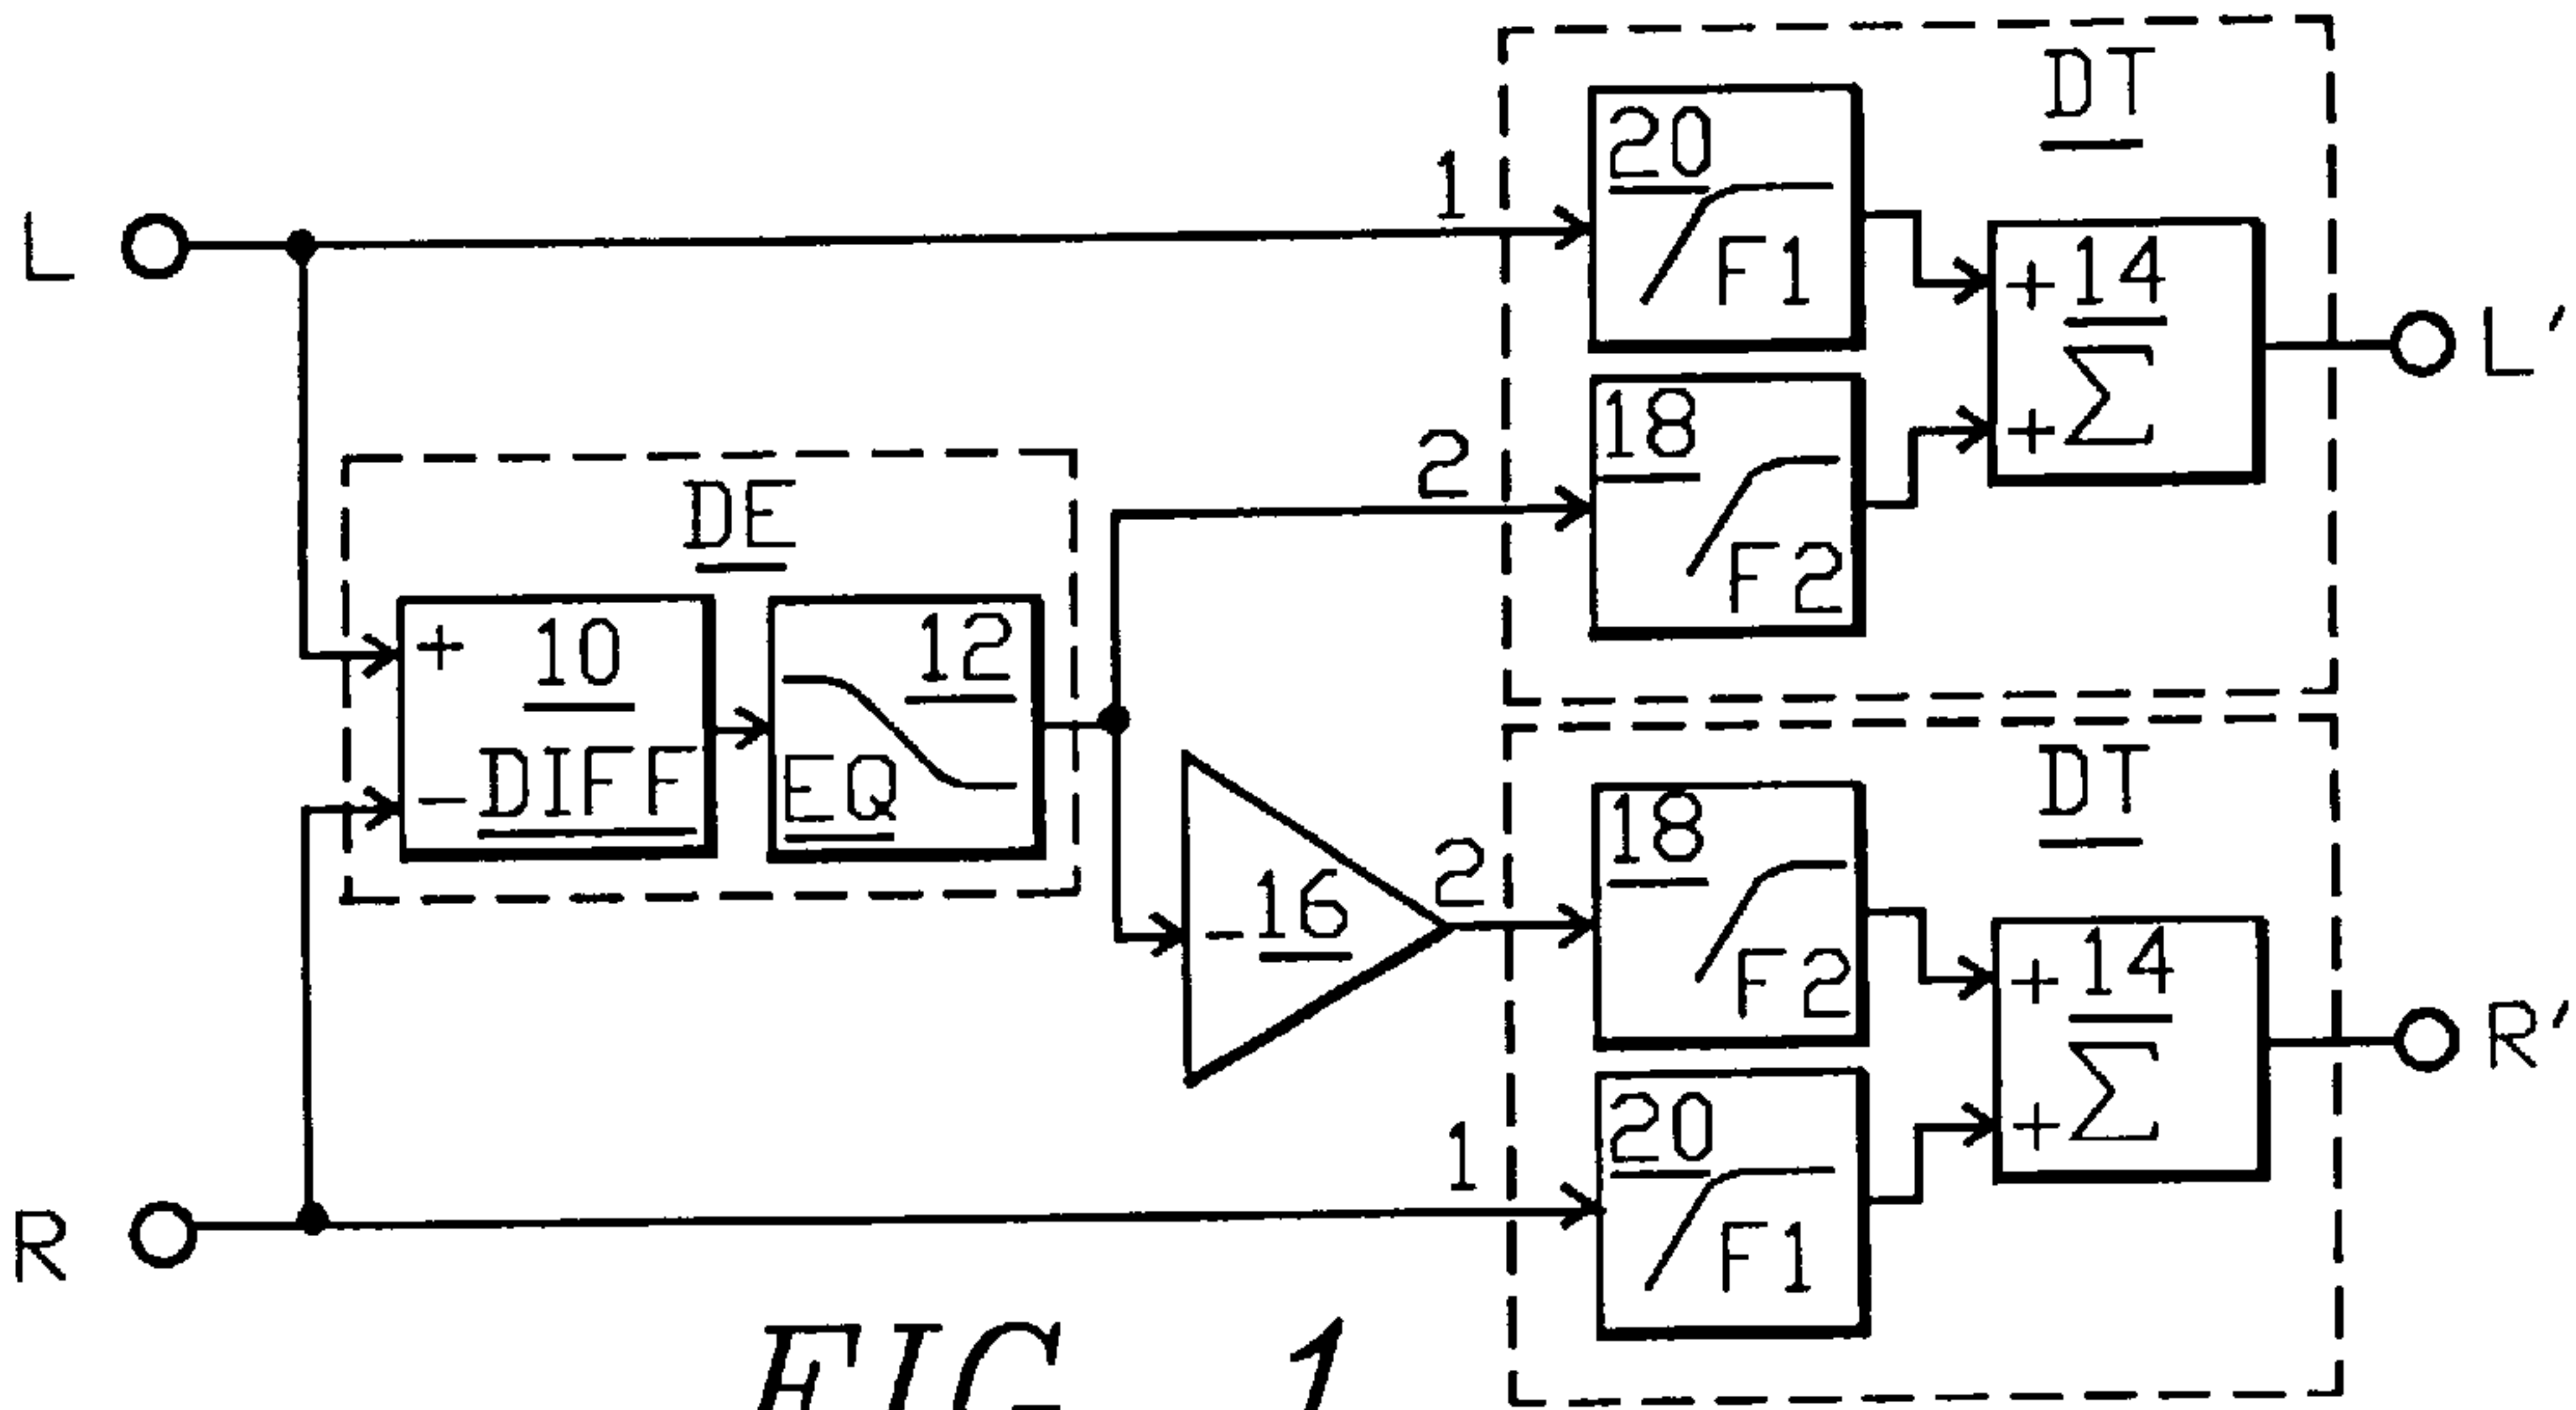 DT
20
F1
1
L
+ 14
Σ
+
L'
2
18
F2
DE
+ 10
- DIFF
12
EQ
DT
- 16
2
18
F2
+ 14
Σ
+
R'
1
20
F1
R
FIG 1